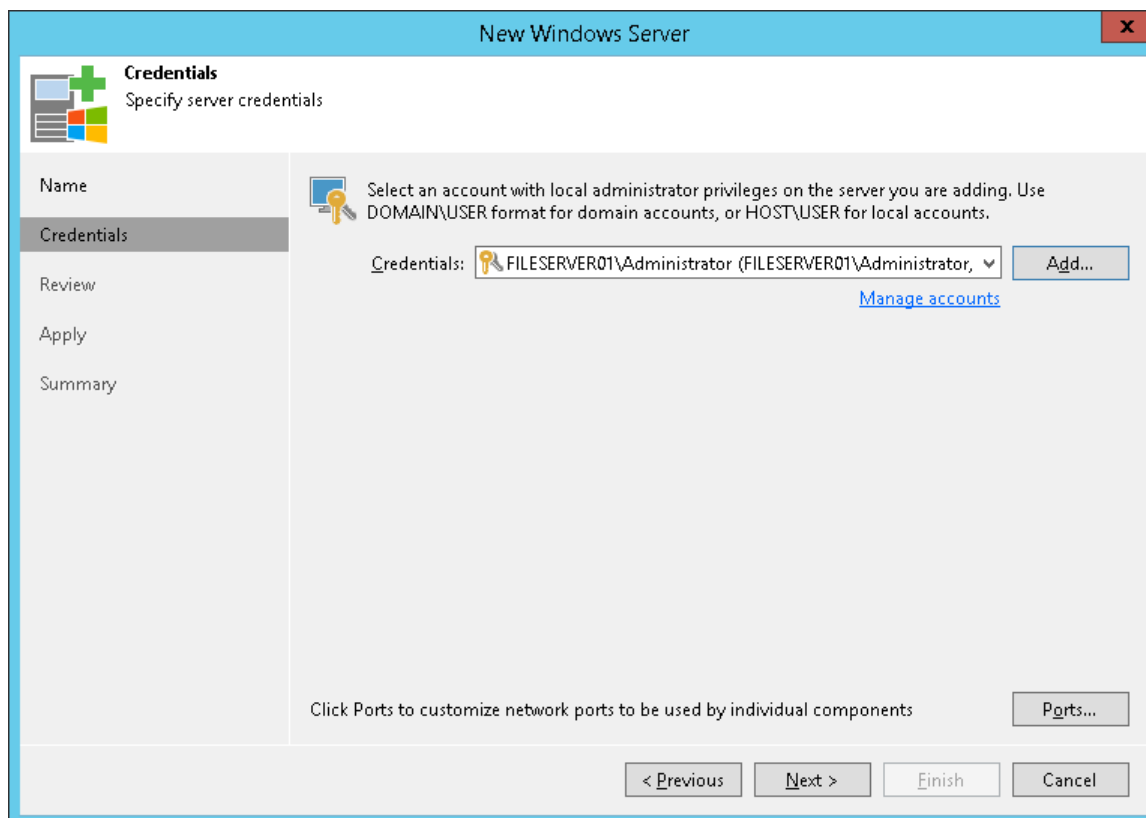 New Windows Server
x
Credentials
Specify server credentials
Name
Credentials
Review
Apply
Summary
Select an account with local administrator privileges on the server you are adding. Use
DOMAIN\USER format for domain accounts, or HOST\USER for local accounts.
Credentials: FILESERVER01\Administrator (FILESERVER01\Administrator, Add...
Manage accounts
Click Ports to customize network ports to be used by individual components Ports...
< Previous Next > Finish Cancel